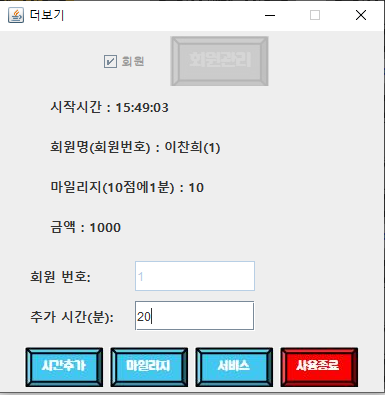 더보기
회원 회원관리
시작시간 : 15:49:03
회원명(회원번호) : 이찬희(1)
마일리지(10점에1분) : 10
금액 : 1000
회원 번호: 1
추가 시간(분): 20
시간추가 마일리지 서비스 사용종료